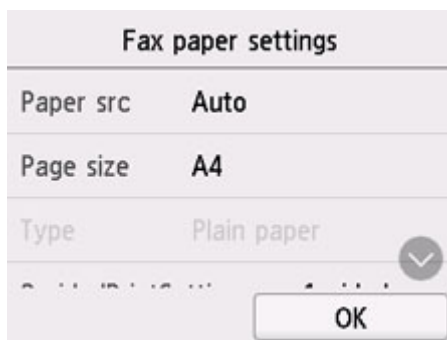 Fax paper settings
Paper src Auto
Page size A4
Type Plain paper
OK